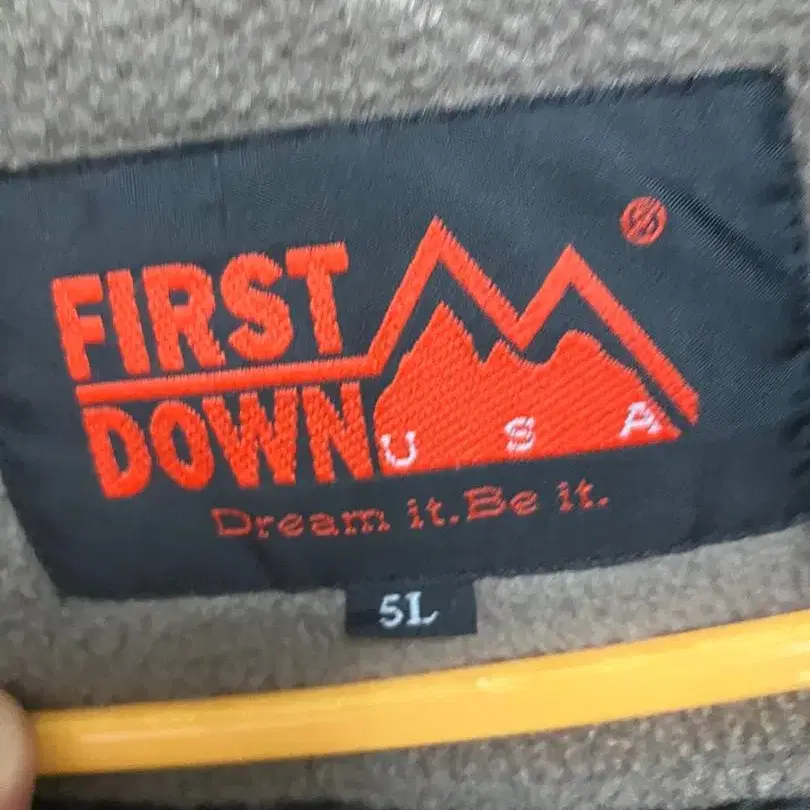 FIRST
DOWN
U S A
Dream it. Be it.
5L